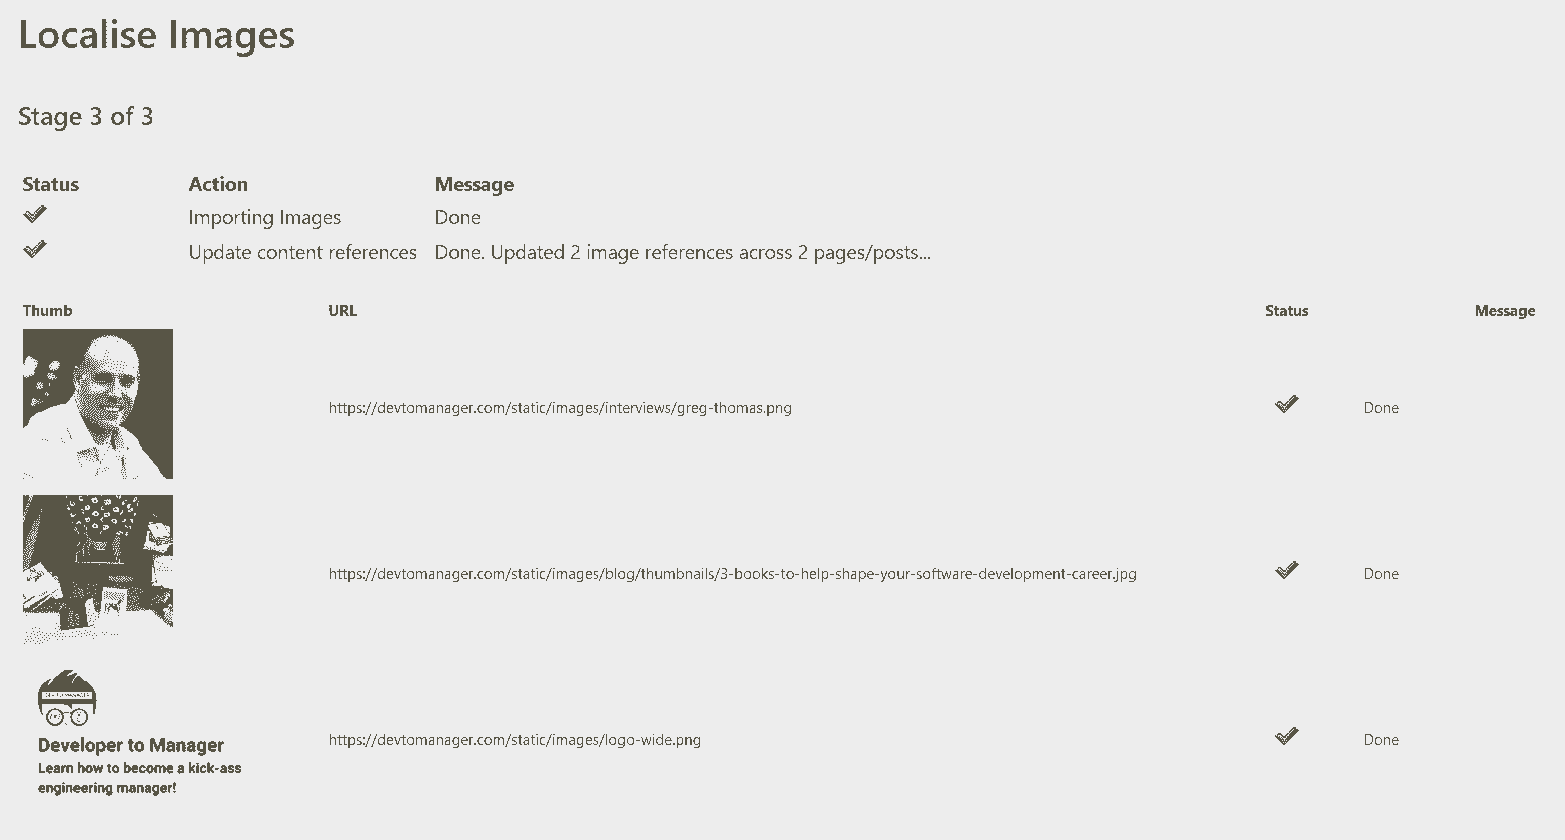 Localise Images
Stage 3 of 3
Status Action Message
Importing Images Done
Update content references Done. Updated 2 image references across 2 pages/posts...
Thumb URL Status Message
https://devtomanager.com/static/images/interviews/greg-thomas.png Done
https://devtomanager.com/static/images/blog/thumbnails/3-books-to-help-shape-your-software-development-career.jpg Done
https://devtomanager.com/static/images/logo-wide.png Done
Developer to Manager
Learn how to become a kick-ass
engineering manager!